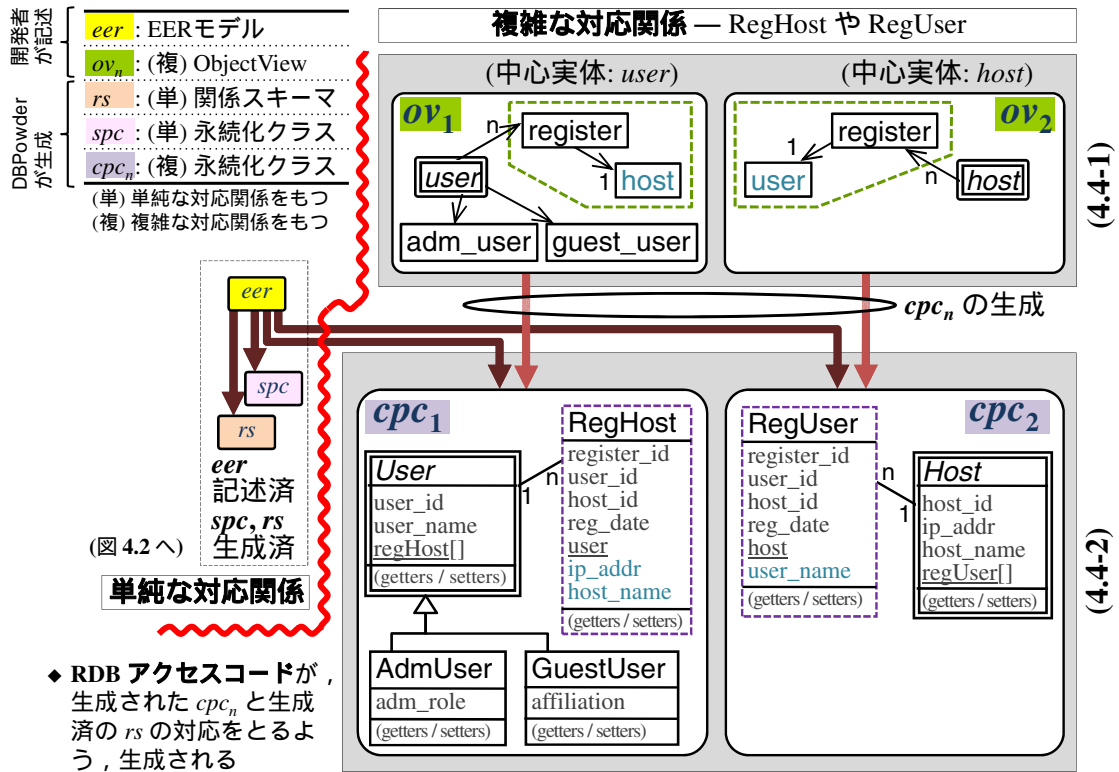 開発者が記述
eer : EERモデル
ov_n : (複) ObjectView
DBPowderが生成
rs : (単) 関係スキーマ
spc : (単) 永続化クラス
cpc_n : (複) 永続化クラス
(単) 単純な対応関係をもつ
(複) 複雑な対応関係をもつ
複雑な対応関係 — RegHost や RegUser
(中心実体: user)
(中心実体: host)
ov_1
n
register
user
1
host
adm_user
guest_user
ov_2
register
1
user
n
host
(4.4-1)
cpc_n の生成
eer
spc
rs
eer
記述済
spc, rs
生成済
(図 4.2 へ)
単純な対応関係
cpc_1
User
user_id
user_name
regHost[]
(getters / setters)
1
n
RegHost
register_id
user_id
host_id
reg_date
user
ip_addr
host_name
(getters / setters)
AdmUser
adm_role
(getters / setters)
GuestUser
affiliation
(getters / setters)
cpc_2
RegUser
register_id
user_id
host_id
reg_date
host
user_name
(getters / setters)
n
1
Host
host_id
ip_addr
host_name
regUser[]
(getters / setters)
(4.4-2)
◆ RDB アクセスコードが，
生成された cpc_n と生成
済の rs の対応をとるよ
う，生成される